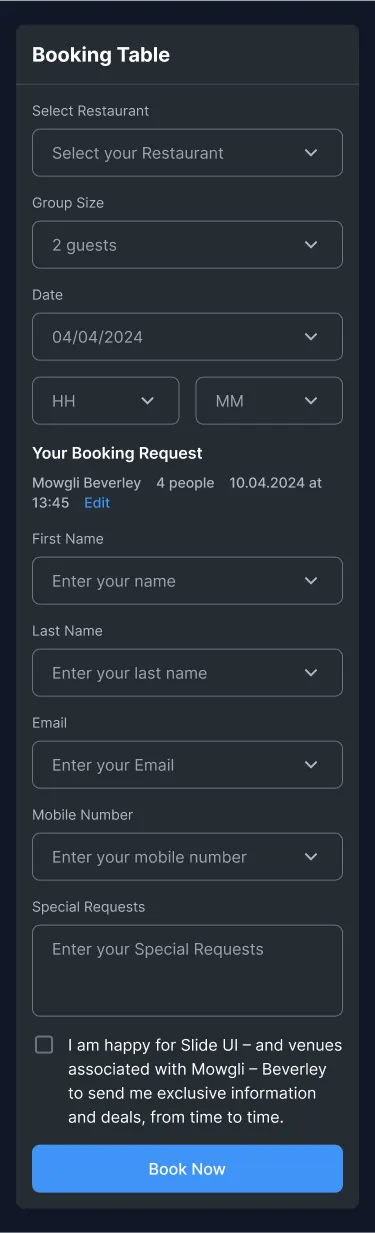 Booking Table
Select Restaurant
Select your Restaurant
Group Size
2 guests
Date
04/04/2024
HH
MM
Your Booking Request
Mowgli Beverley 4 people 10.04.2024 at
13:45 Edit
First Name
Enter your name
Last Name
Enter your last name
Email
Enter your Email
Mobile Number
Enter your mobile number
Special Requests
Enter your Special Requests
I am happy for Slide UI – and venues
associated with Mowgli – Beverley
to send me exclusive information
and deals, from time to time.
Book Now